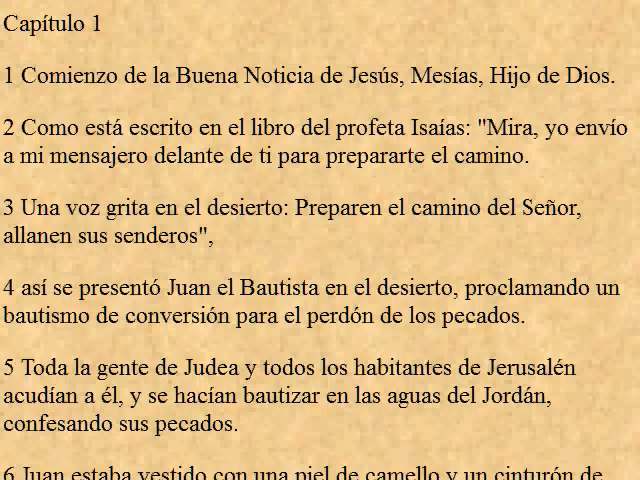 Capítulo 1
1 Comienzo de la Buena Noticia de Jesús, Mesías, Hijo de Dios.
2 Como está escrito en el libro del profeta Isaías: "Mira, yo envío
a mi mensajero delante de ti para prepararte el camino.
3 Una voz grita en el desierto: Preparen el camino del Señor,
allanen sus senderos",
4 así se presentó Juan el Bautista en el desierto, proclamando un
bautismo de conversión para el perdón de los pecados.
5 Toda la gente de Judea y todos los habitantes de Jerusalén
acudían a él, y se hacían bautizar en las aguas del Jordán,
confesando sus pecados.
6 Juan estaba vestido con una piel de camello y un cinturón de